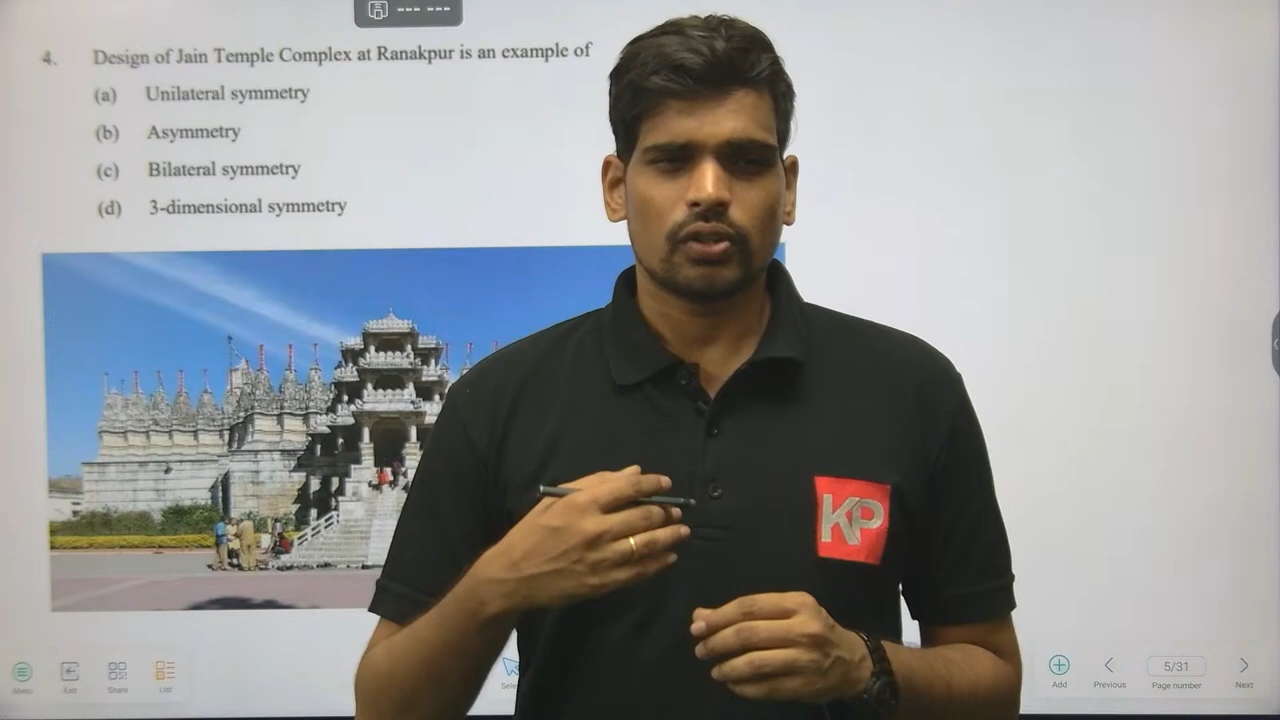 4. Design of Jain Temple Complex at Ranakpur is an example of
(a) Unilateral symmetry
(b) Asymmetry
(c) Bilateral symmetry
(d) 3-dimensional symmetry
KP
Menu
Exit
Share
List
Add
Previous
5/31
Page number
Next